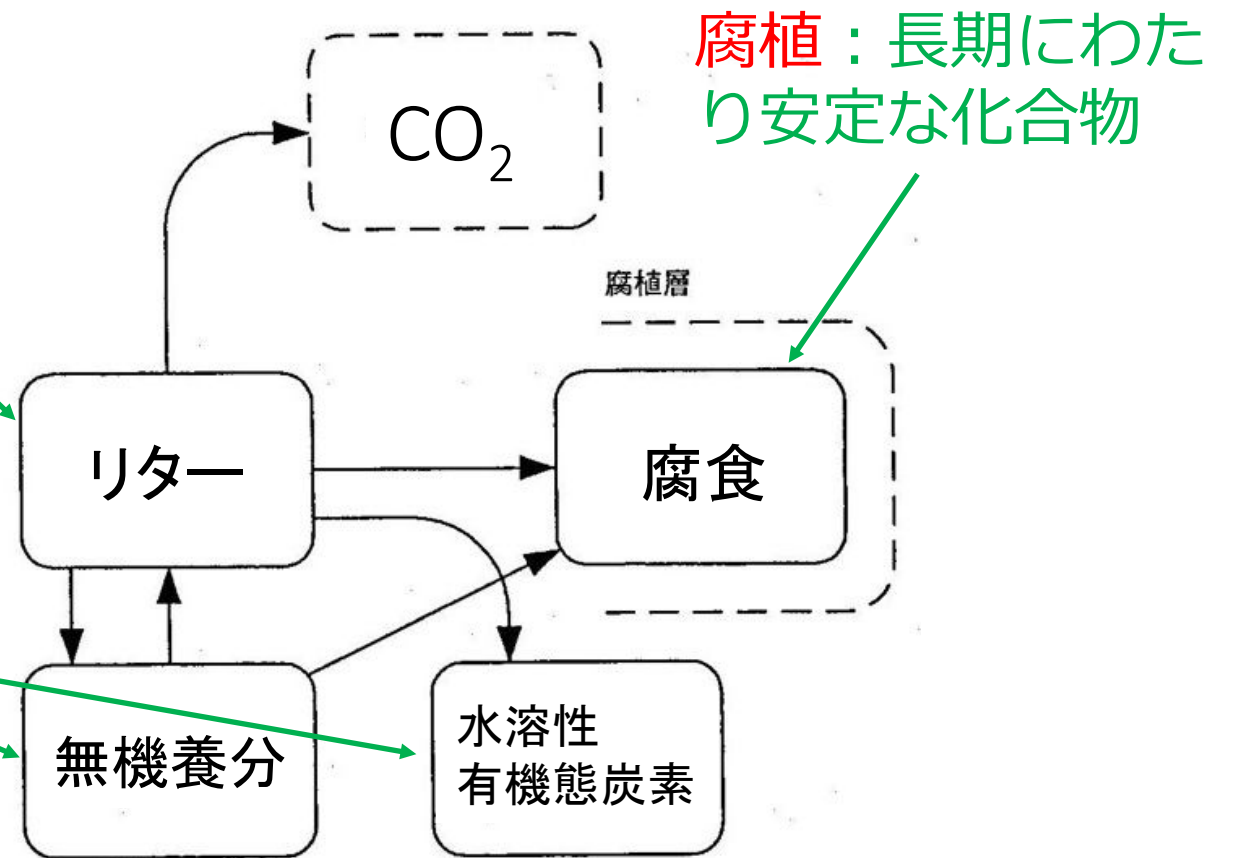 腐植：長期にわた
り安定な化合物
CO₂
腐植層
リター
腐食
無機養分
水溶性
有機態炭素